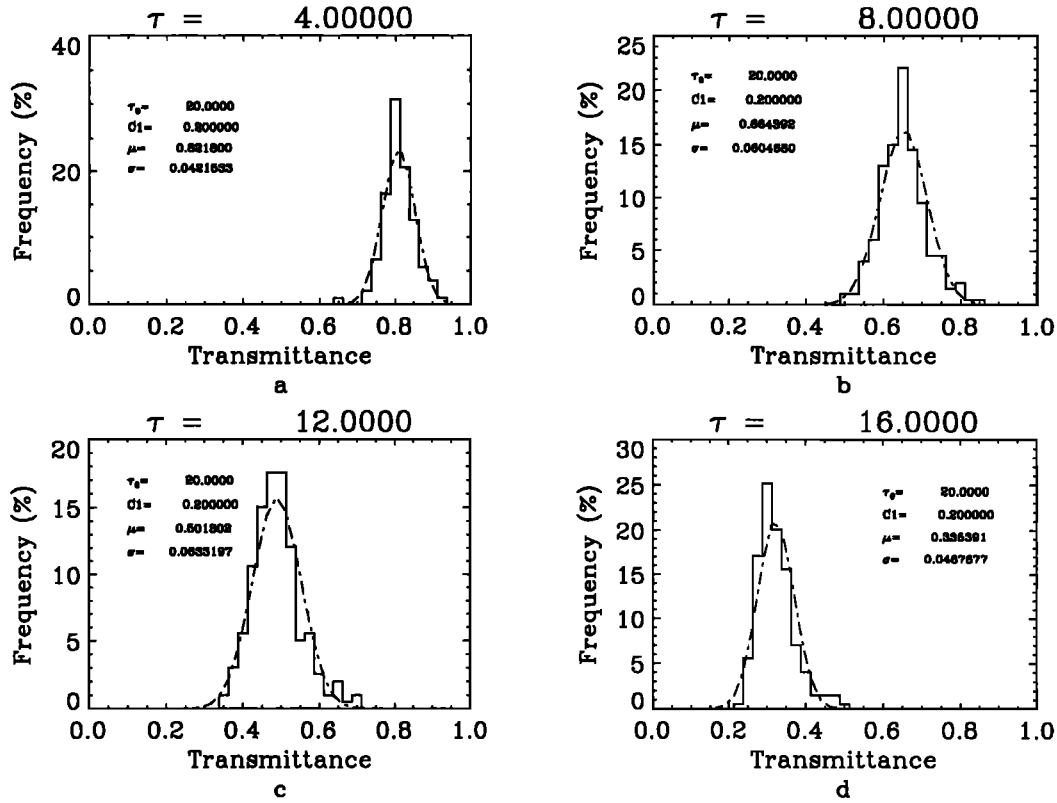 τ = 4.00000
40
20
0
Frequency (%)
τ₀= 20.0000
C1= 0.200000
μ= 0.821800
σ= 0.0421533
0.0 0.2 0.4 0.6 0.8 1.0
Transmittance
a
τ = 8.00000
25
20
15
10
5
0
Frequency (%)
τ₀= 20.0000
C1= 0.200000
μ= 0.664392
σ=
0.0 0.2 0.4 0.6 0.8 1.0
Transmittance
b
τ = 12.0000
20
15
10
5
0
Frequency (%)
τ₀= 20.0000
C1= 0.200000
μ= 0.501802
σ= 0.0633197
0.0 0.2 0.4 0.6 0.8 1.0
Transmittance
c
τ = 16.0000
30
25
20
15
10
5
0
Frequency (%)
τ₀= 20.0000
C1= 0.200000
μ= 0.335391
σ=
0.0 0.2 0.4 0.6 0.8 1.0
Transmittance
d